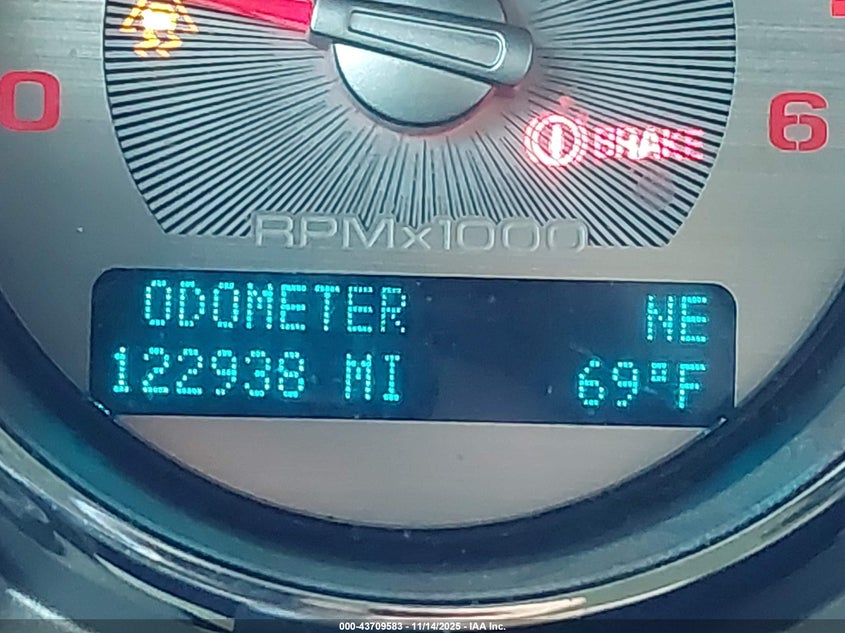 0
6
BRAKE
RPMx1000
ODOMETER NE
122938 MI 69°F
000-43709583 - 11/14/2025 - IAA Inc.